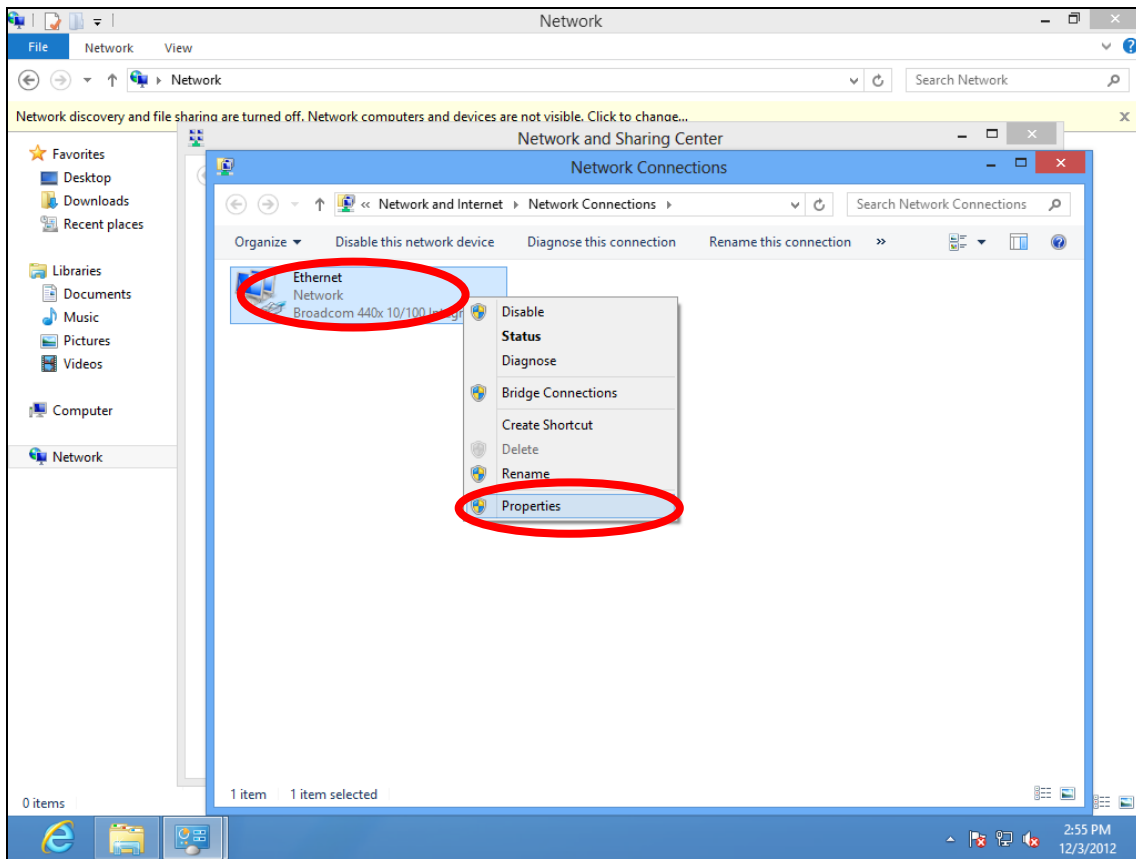 Network
File Network View
Network
Search Network
Network discovery and file sharing are turned off. Network computers and devices are not visible. Click to change...
Network and Sharing Center
Network Connections
« Network and Internet Network Connections
Search Network Connections
Organize Disable this network device Diagnose this connection Rename this connection »
Favorites
Desktop
Downloads
Recent places
Libraries
Documents
Music
Pictures
Videos
Computer
Network
Ethernet
Network
Broadcom 440x 10/100 Integr
Disable
Status
Diagnose
Bridge Connections
Create Shortcut
Delete
Rename
Properties
1 item 1 item selected
0 items
2:55 PM
12/3/2012